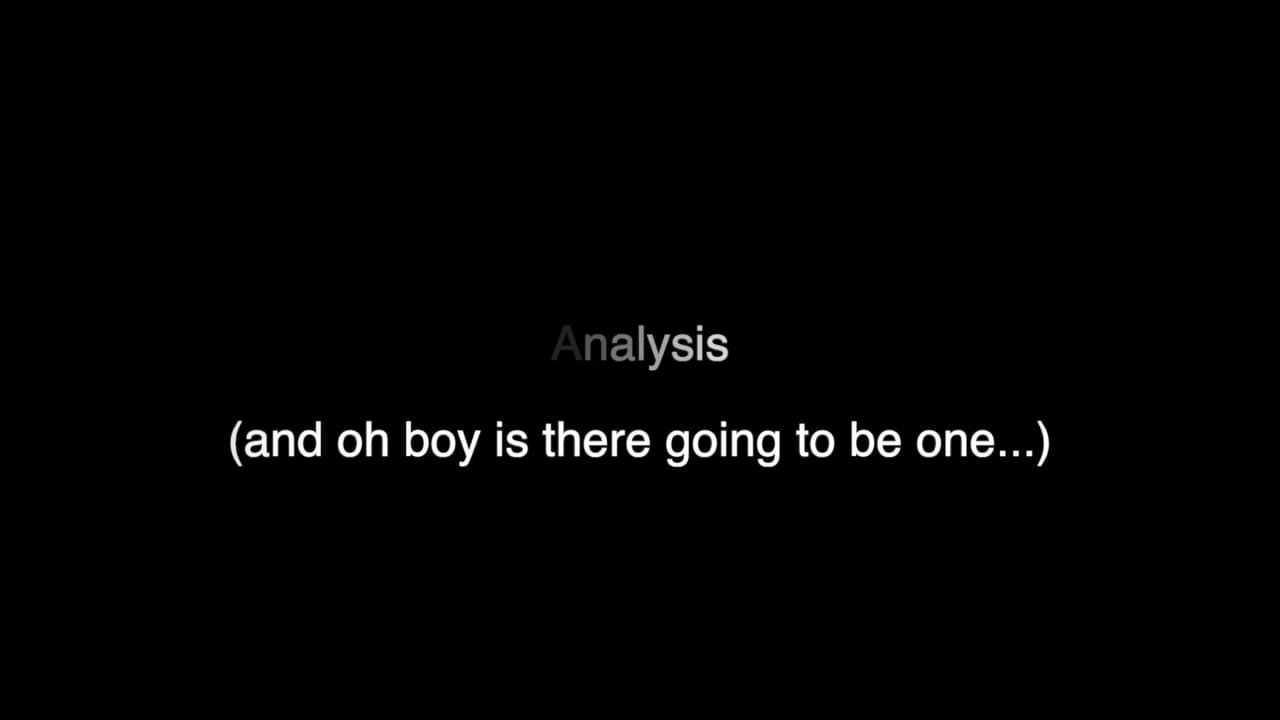 Analysis
(and oh boy is there going to be one...)